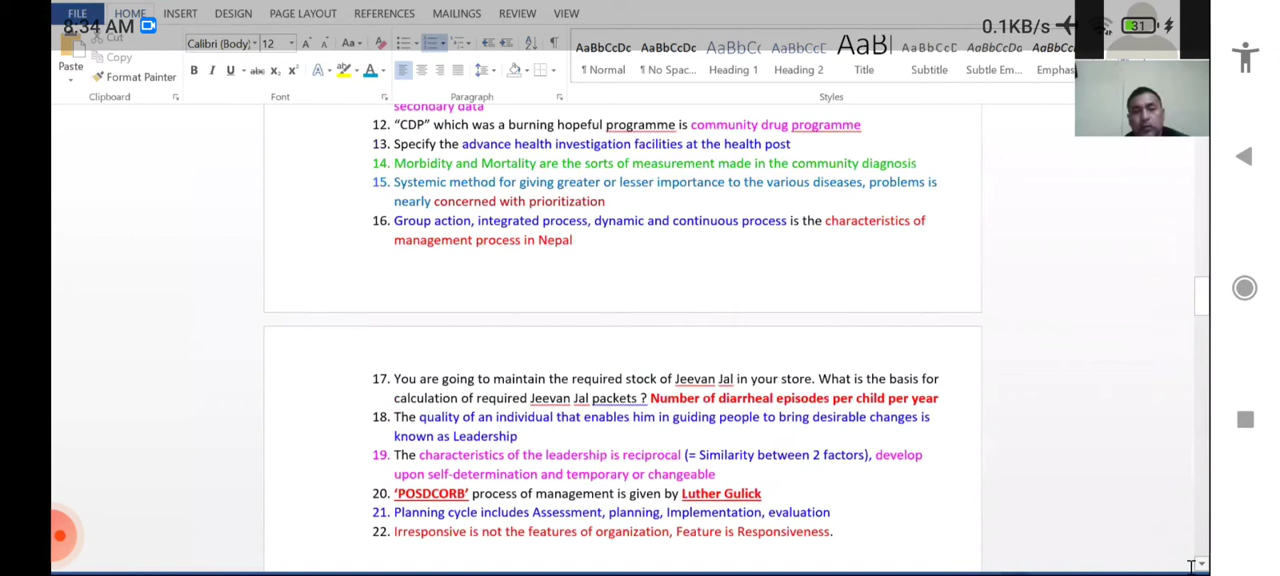 FILE HOME INSERT DESIGN PAGE LAYOUT REFERENCES MAILINGS REVIEW VIEW
8:34 AM 0.1KB/s 31
Cut
Copy
Paste
Format Painter
Calibri (Body) 12 Aa
B I U abc X₂ X² A A
AaBbCcDc AaBbCcDc AaBbCc AaBbCcE AaB AaBbCcD AaBbCcDc AaBbCcDc
¶ Normal ¶ No Spac... Heading 1 Heading 2 Title Subtitle Subtle Em... Emphas
Clipboard Font Paragraph Styles
secondary data
12. “CDP” which was a burning hopeful programme is community drug programme
13. Specify the advance health investigation facilities at the health post
14. Morbidity and Mortality are the sorts of measurement made in the community diagnosis
15. Systemic method for giving greater or lesser importance to the various diseases, problems is
nearly concerned with prioritization
16. Group action, integrated process, dynamic and continuous process is the characteristics of
management process in Nepal
17. You are going to maintain the required stock of Jeevan Jal in your store. What is the basis for
calculation of required Jeevan Jal packets ? Number of diarrheal episodes per child per year
18. The quality of an individual that enables him in guiding people to bring desirable changes is
known as Leadership
19. The characteristics of the leadership is reciprocal (= Similarity between 2 factors), develop
upon self-determination and temporary or changeable
20. ‘POSDCORB’ process of management is given by Luther Gulick
21. Planning cycle includes Assessment, planning, Implementation, evaluation
22. Irresponsive is not the features of organization, Feature is Responsiveness.